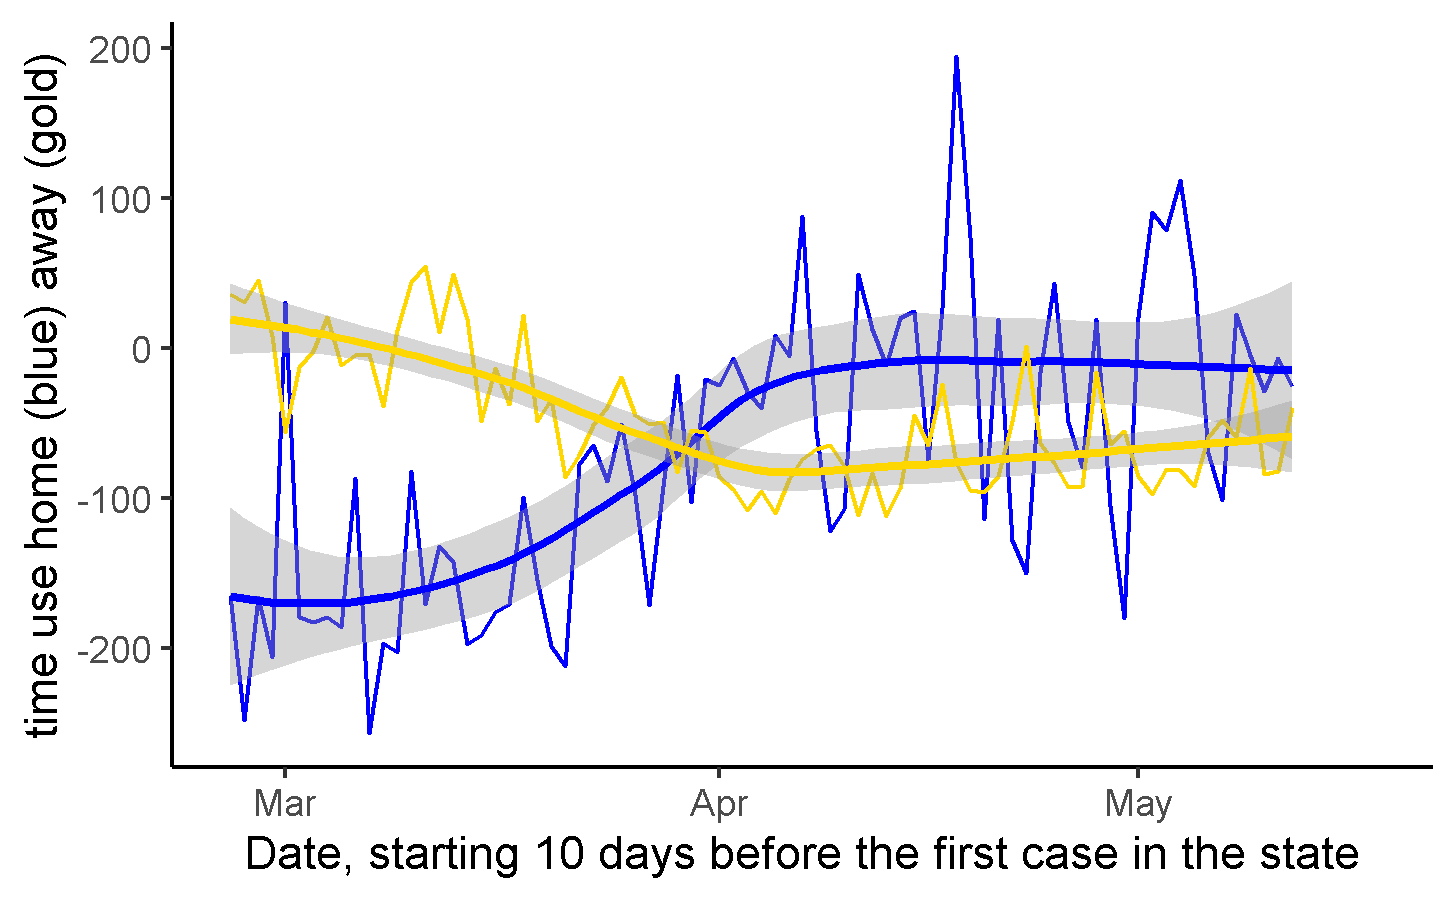 time use home (blue) away (gold)
200
100
0
-100
-200
Mar
Apr
May
Date, starting 10 days before the first case in the state